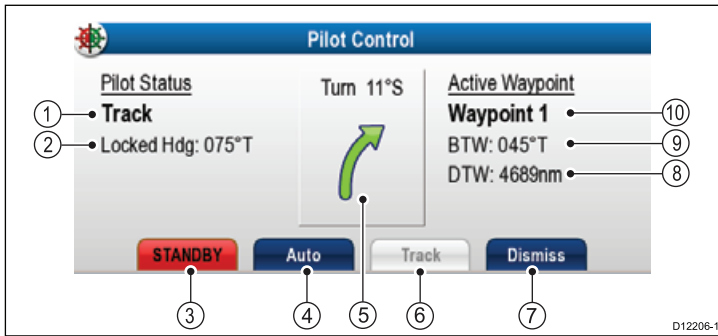 Pilot Control
Pilot Status
Track
Locked Hdg: 075°T
Turn 11°S
Active Waypoint
Waypoint 1
BTW: 045°T
DTW: 4689nm
STANDBY
Auto
Track
Dismiss
1
2
3
4
5
6
7
8
9
10
D12206-1